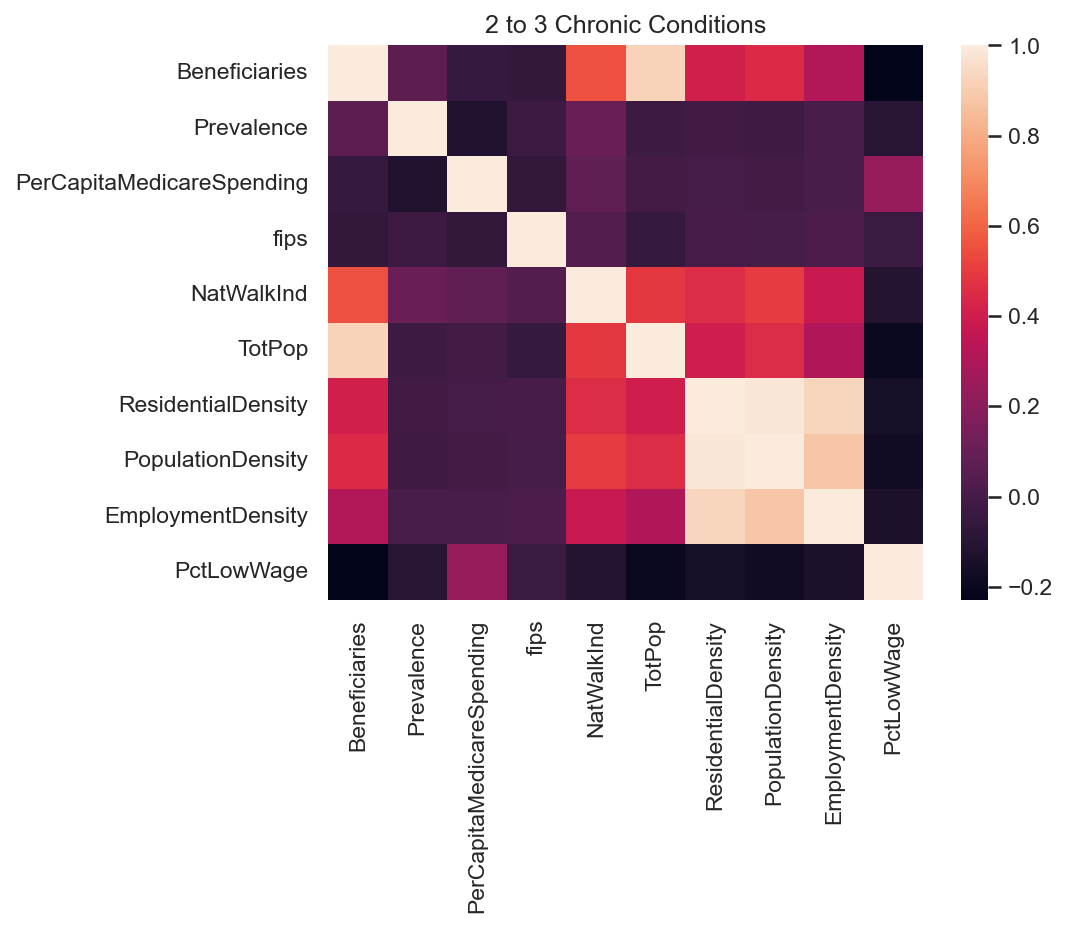 2 to 3 Chronic Conditions
Beneficiaries
Prevalence
PerCapitaMedicareSpending
fips
NatWalkInd
TotPop
ResidentialDensity
PopulationDensity
EmploymentDensity
PctLowWage
Beneficiaries
Prevalence
PerCapitaMedicareSpending
fips
NatWalkInd
TotPop
ResidentialDensity
PopulationDensity
EmploymentDensity
PctLowWage
1.0
0.8
0.6
0.4
0.2
0.0
−0.2